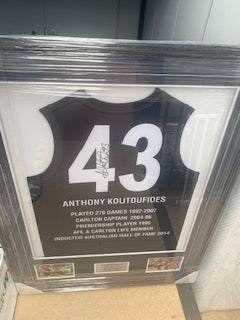 43
ANTHONY KOUTOUFIDES
PLAYED 278 GAMES 1992-2007
CARLTON CAPTAIN 2004-06
PREMIERSHIP PLAYER 1995
AFL & CARLTON LIFE MEMBER
INDUCTED AUSTRALIAN HALL OF FAME 2014